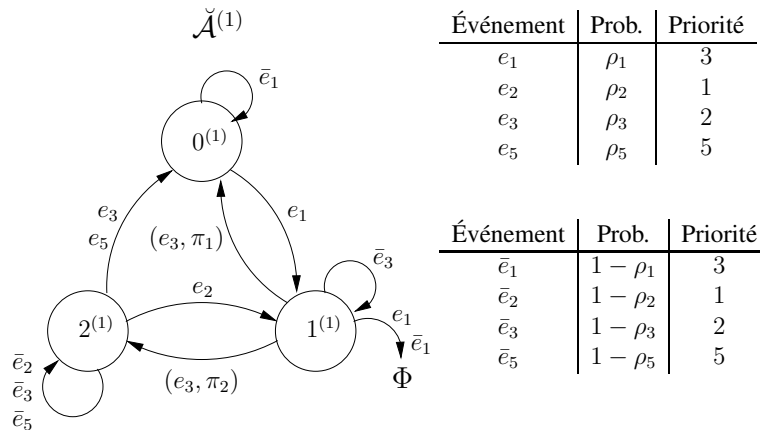 𝒜̆⁽¹⁾
ē₁
0⁽¹⁾
e₃
e₅
(e₃, π₁)
e₁
ē₃
e₂
2⁽¹⁾
1⁽¹⁾
e₁
ē₁
Φ
(e₃, π₂)
ē₂
ē₃
ē₅
Événement Prob. Priorité
e₁ ρ₁ 3
e₂ ρ₂ 1
e₃ ρ₃ 2
e₅ ρ₅ 5
Événement Prob. Priorité
ē₁ 1 − ρ₁ 3
ē₂ 1 − ρ₂ 1
ē₃ 1 − ρ₃ 2
ē₅ 1 − ρ₅ 5